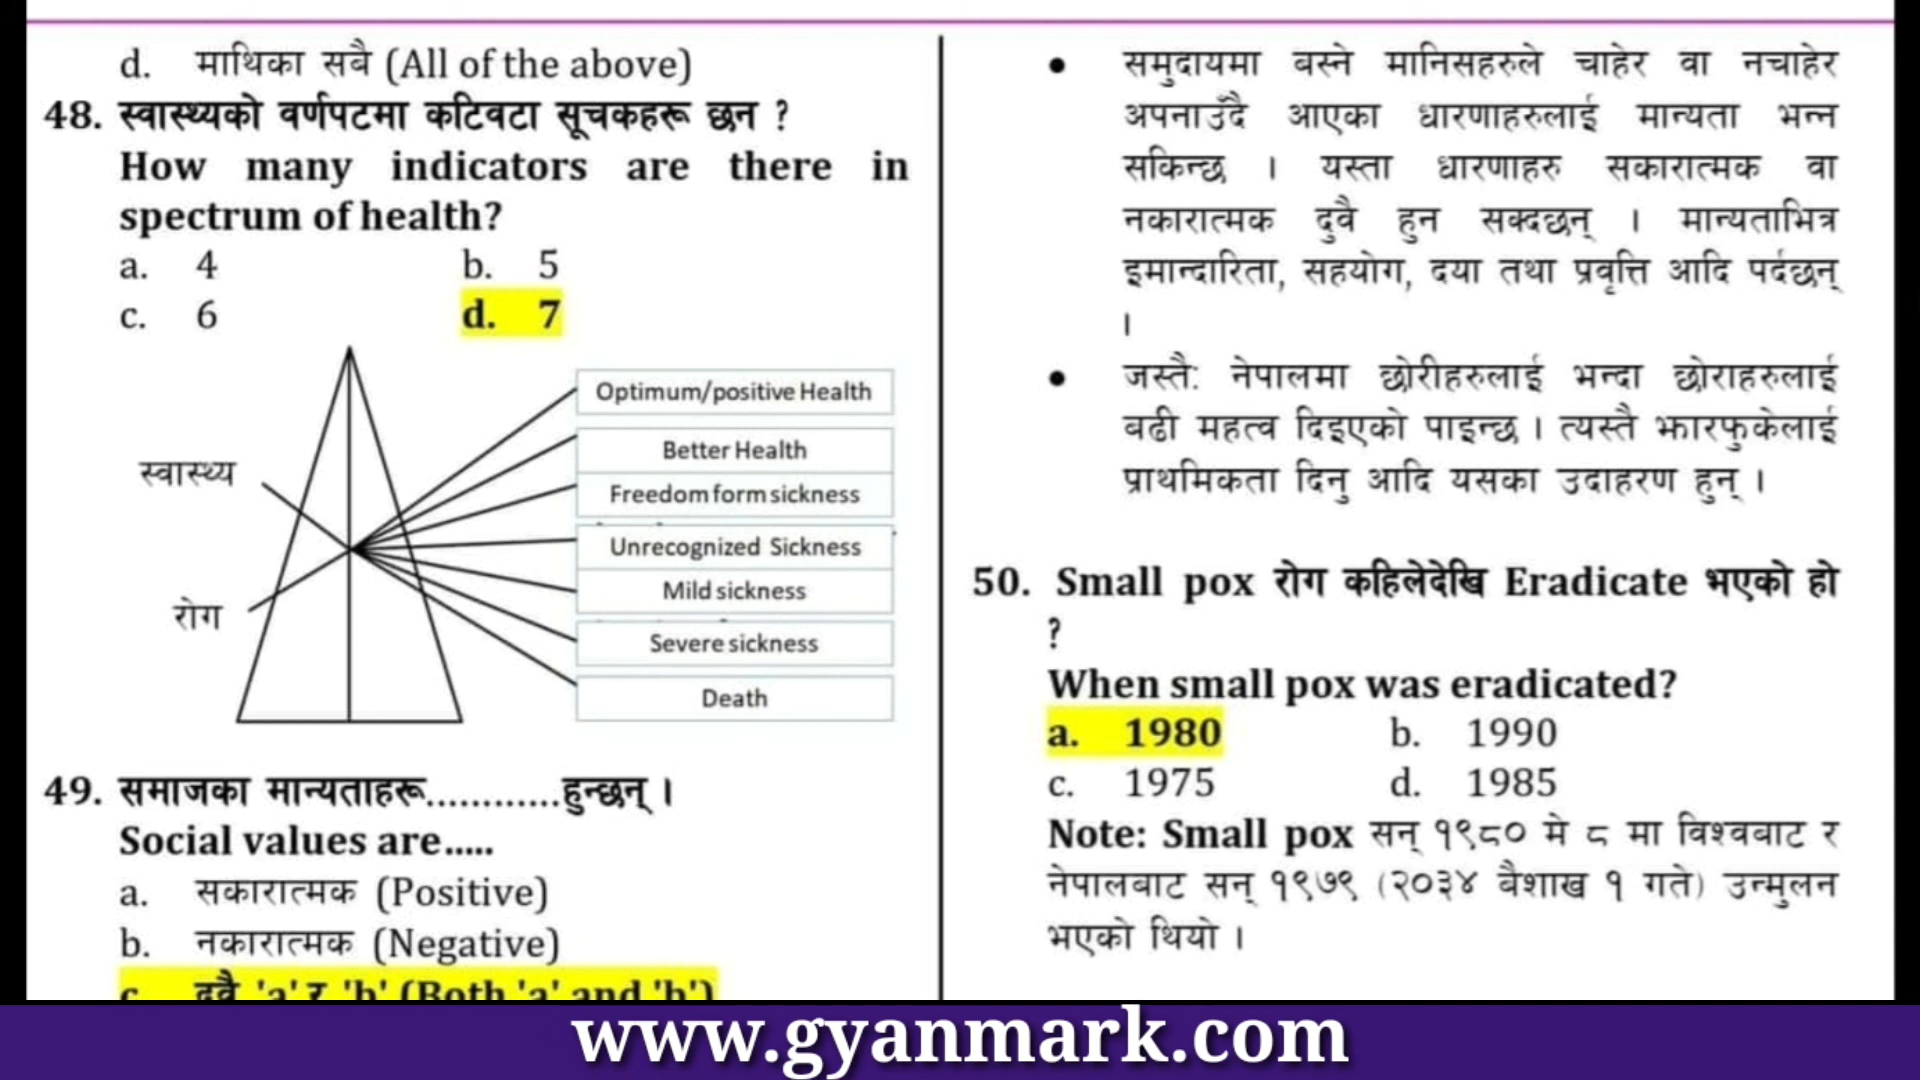 d. माथिका सबै (All of the above)
48. स्वास्थ्यको वर्णपटमा कटिवटा सूचकहरू छन ?
How many indicators are there in
spectrum of health?
a. 4 b. 5
c. 6 d. 7
स्वास्थ्य
रोग
Optimum/positive Health
Better Health
Freedom form sickness
Unrecognized Sickness
Mild sickness
Severe sickness
Death
49. समाजका मान्यताहरू............हुन्छन् ।
Social values are.....
a. सकारात्मक (Positive)
b. नकारात्मक (Negative)
c. दुवै 'a' र 'b' (Both 'a' and 'b')
• समुदायमा बस्ने मानिसहरुले चाहेर वा नचाहेर
अपनाउँदै आएका धारणाहरुलाई मान्यता भन्न
सकिन्छ । यस्ता धारणाहरु सकारात्मक वा
नकारात्मक दुवै हुन सक्दछन् । मान्यताभित्र
इमान्दारिता, सहयोग, दया तथा प्रवृत्ति आदि पर्दछन्
।
• जस्तै: नेपालमा छोरीहरुलाई भन्दा छोराहरुलाई
बढी महत्व दिइएको पाइन्छ । त्यस्तै झारफुकेलाई
प्राथमिकता दिनु आदि यसका उदाहरण हुन् ।
50. Small pox रोग कहिलेदेखि Eradicate भएको हो
?
When small pox was eradicated?
a. 1980 b. 1990
c. 1975 d. 1985
Note: Small pox सन् १९८० मे ८ मा विश्वबाट र
नेपालबाट सन् १९७९ (२०३४ बैशाख १ गते) उन्मुलन
भएको थियो ।
www.gyanmark.com